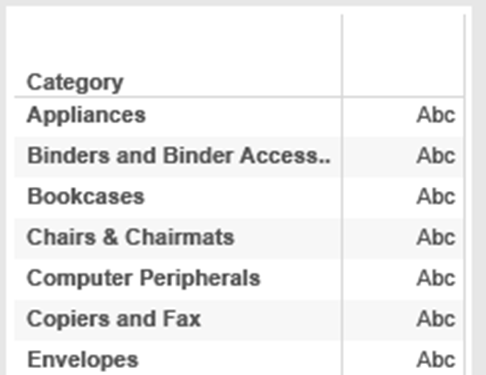 Category
Appliances Abc
Binders and Binder Access.. Abc
Bookcases Abc
Chairs & Chairmats Abc
Computer Peripherals Abc
Copiers and Fax Abc
Envelopes Abc